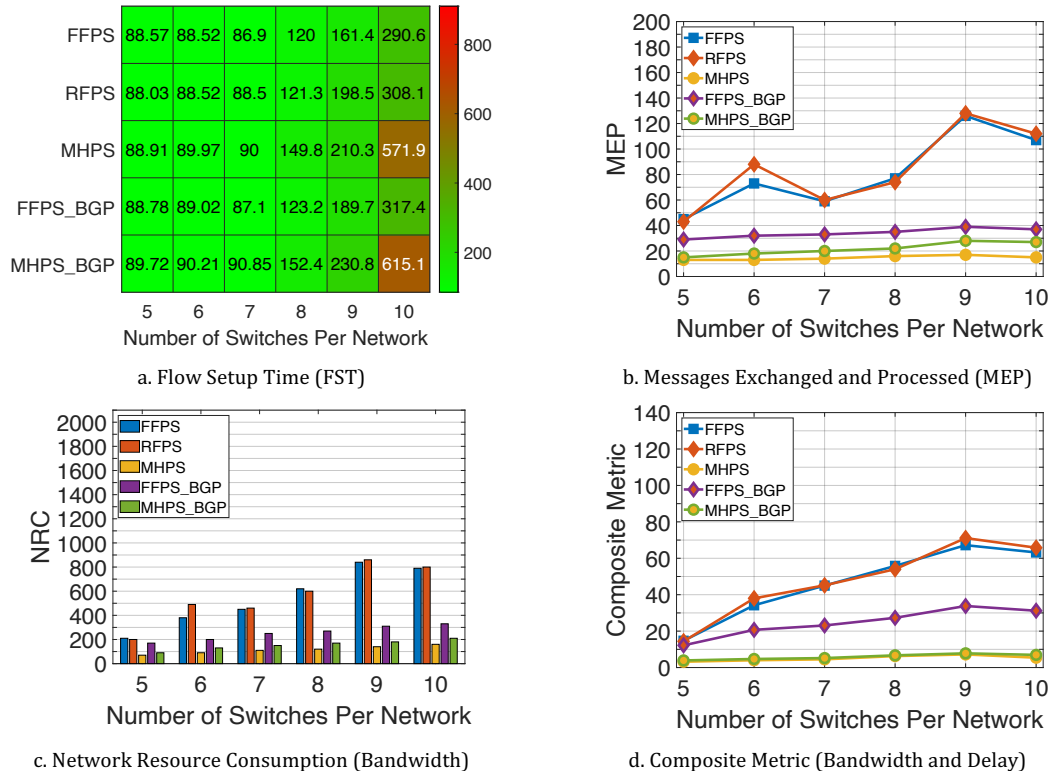 FFPS 88.57 88.52 86.9 120 161.4 290.6
RFPS 88.03 88.52 88.5 121.3 198.5 308.1
MHPS 88.91 89.97 90 149.8 210.3 571.9
FFPS_BGP 88.78 89.02 87.1 123.2 189.7 317.4
MHPS_BGP 89.72 90.21 90.85 152.4 230.8 615.1
5 6 7 8 9 10
Number of Switches Per Network
800
600
400
200
a. Flow Setup Time (FST)
MEP
200
180
160
140
120
100
80
60
40
20
0
FFPS
RFPS
MHPS
FFPS_BGP
MHPS_BGP
5 6 7 8 9 10
Number of Switches Per Network
b. Messages Exchanged and Processed (MEP)
NRC
2000
1800
1600
1400
1200
1000
800
600
400
200
0
FFPS
RFPS
MHPS
FFPS_BGP
MHPS_BGP
5 6 7 8 9 10
Number of Switches Per Network
c. Network Resource Consumption (Bandwidth)
Composite Metric
140
120
100
80
60
40
20
0
FFPS
RFPS
MHPS
FFPS_BGP
MHPS_BGP
5 6 7 8 9 10
Number of Switches Per Network
d. Composite Metric (Bandwidth and Delay)